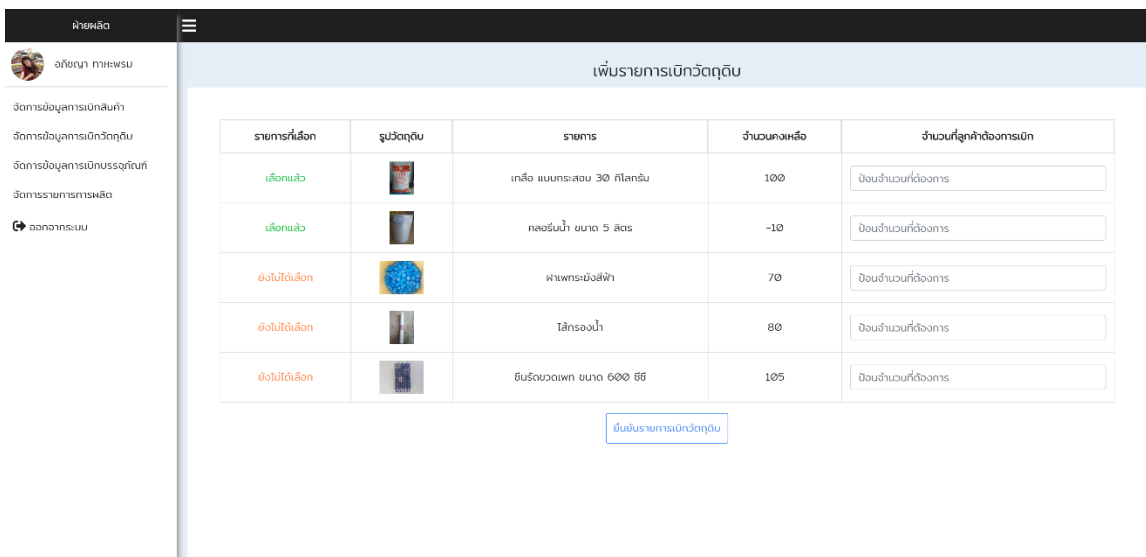 ฝ่ายผลิต
อภิชญา ทาหะพรม
จัดการข้อมูลการเบิกสินค้า
จัดการข้อมูลการเบิกวัตถุดิบ
จัดการข้อมูลการเบิกบรรจุภัณฑ์
จัดการรายการการผลิต
ออกจากระบบ
เพิ่มรายการเบิกวัตถุดิบ
รายการที่เลือก รูปวัตถุดิบ รายการ จำนวนคงเหลือ จำนวนที่ลูกค้าต้องการเบิก
เลือกแล้ว เกลือ แบบกระสอบ 30 กิโลกรัม 100 ป้อนจำนวนที่ต้องการ
เลือกแล้ว คลอรีนน้ำ ขนาด 5 ลิตร -10 ป้อนจำนวนที่ต้องการ
ยังไม่ได้เลือก ฝาเพทระฆังสีฟ้า 70 ป้อนจำนวนที่ต้องการ
ยังไม่ได้เลือก ไส้กรองน้ำ 80 ป้อนจำนวนที่ต้องการ
ยังไม่ได้เลือก ซีนรัดขวดเพท ขนาด 600 ซีซี 105 ป้อนจำนวนที่ต้องการ
ยืนยันรายการเบิกวัตถุดิบ